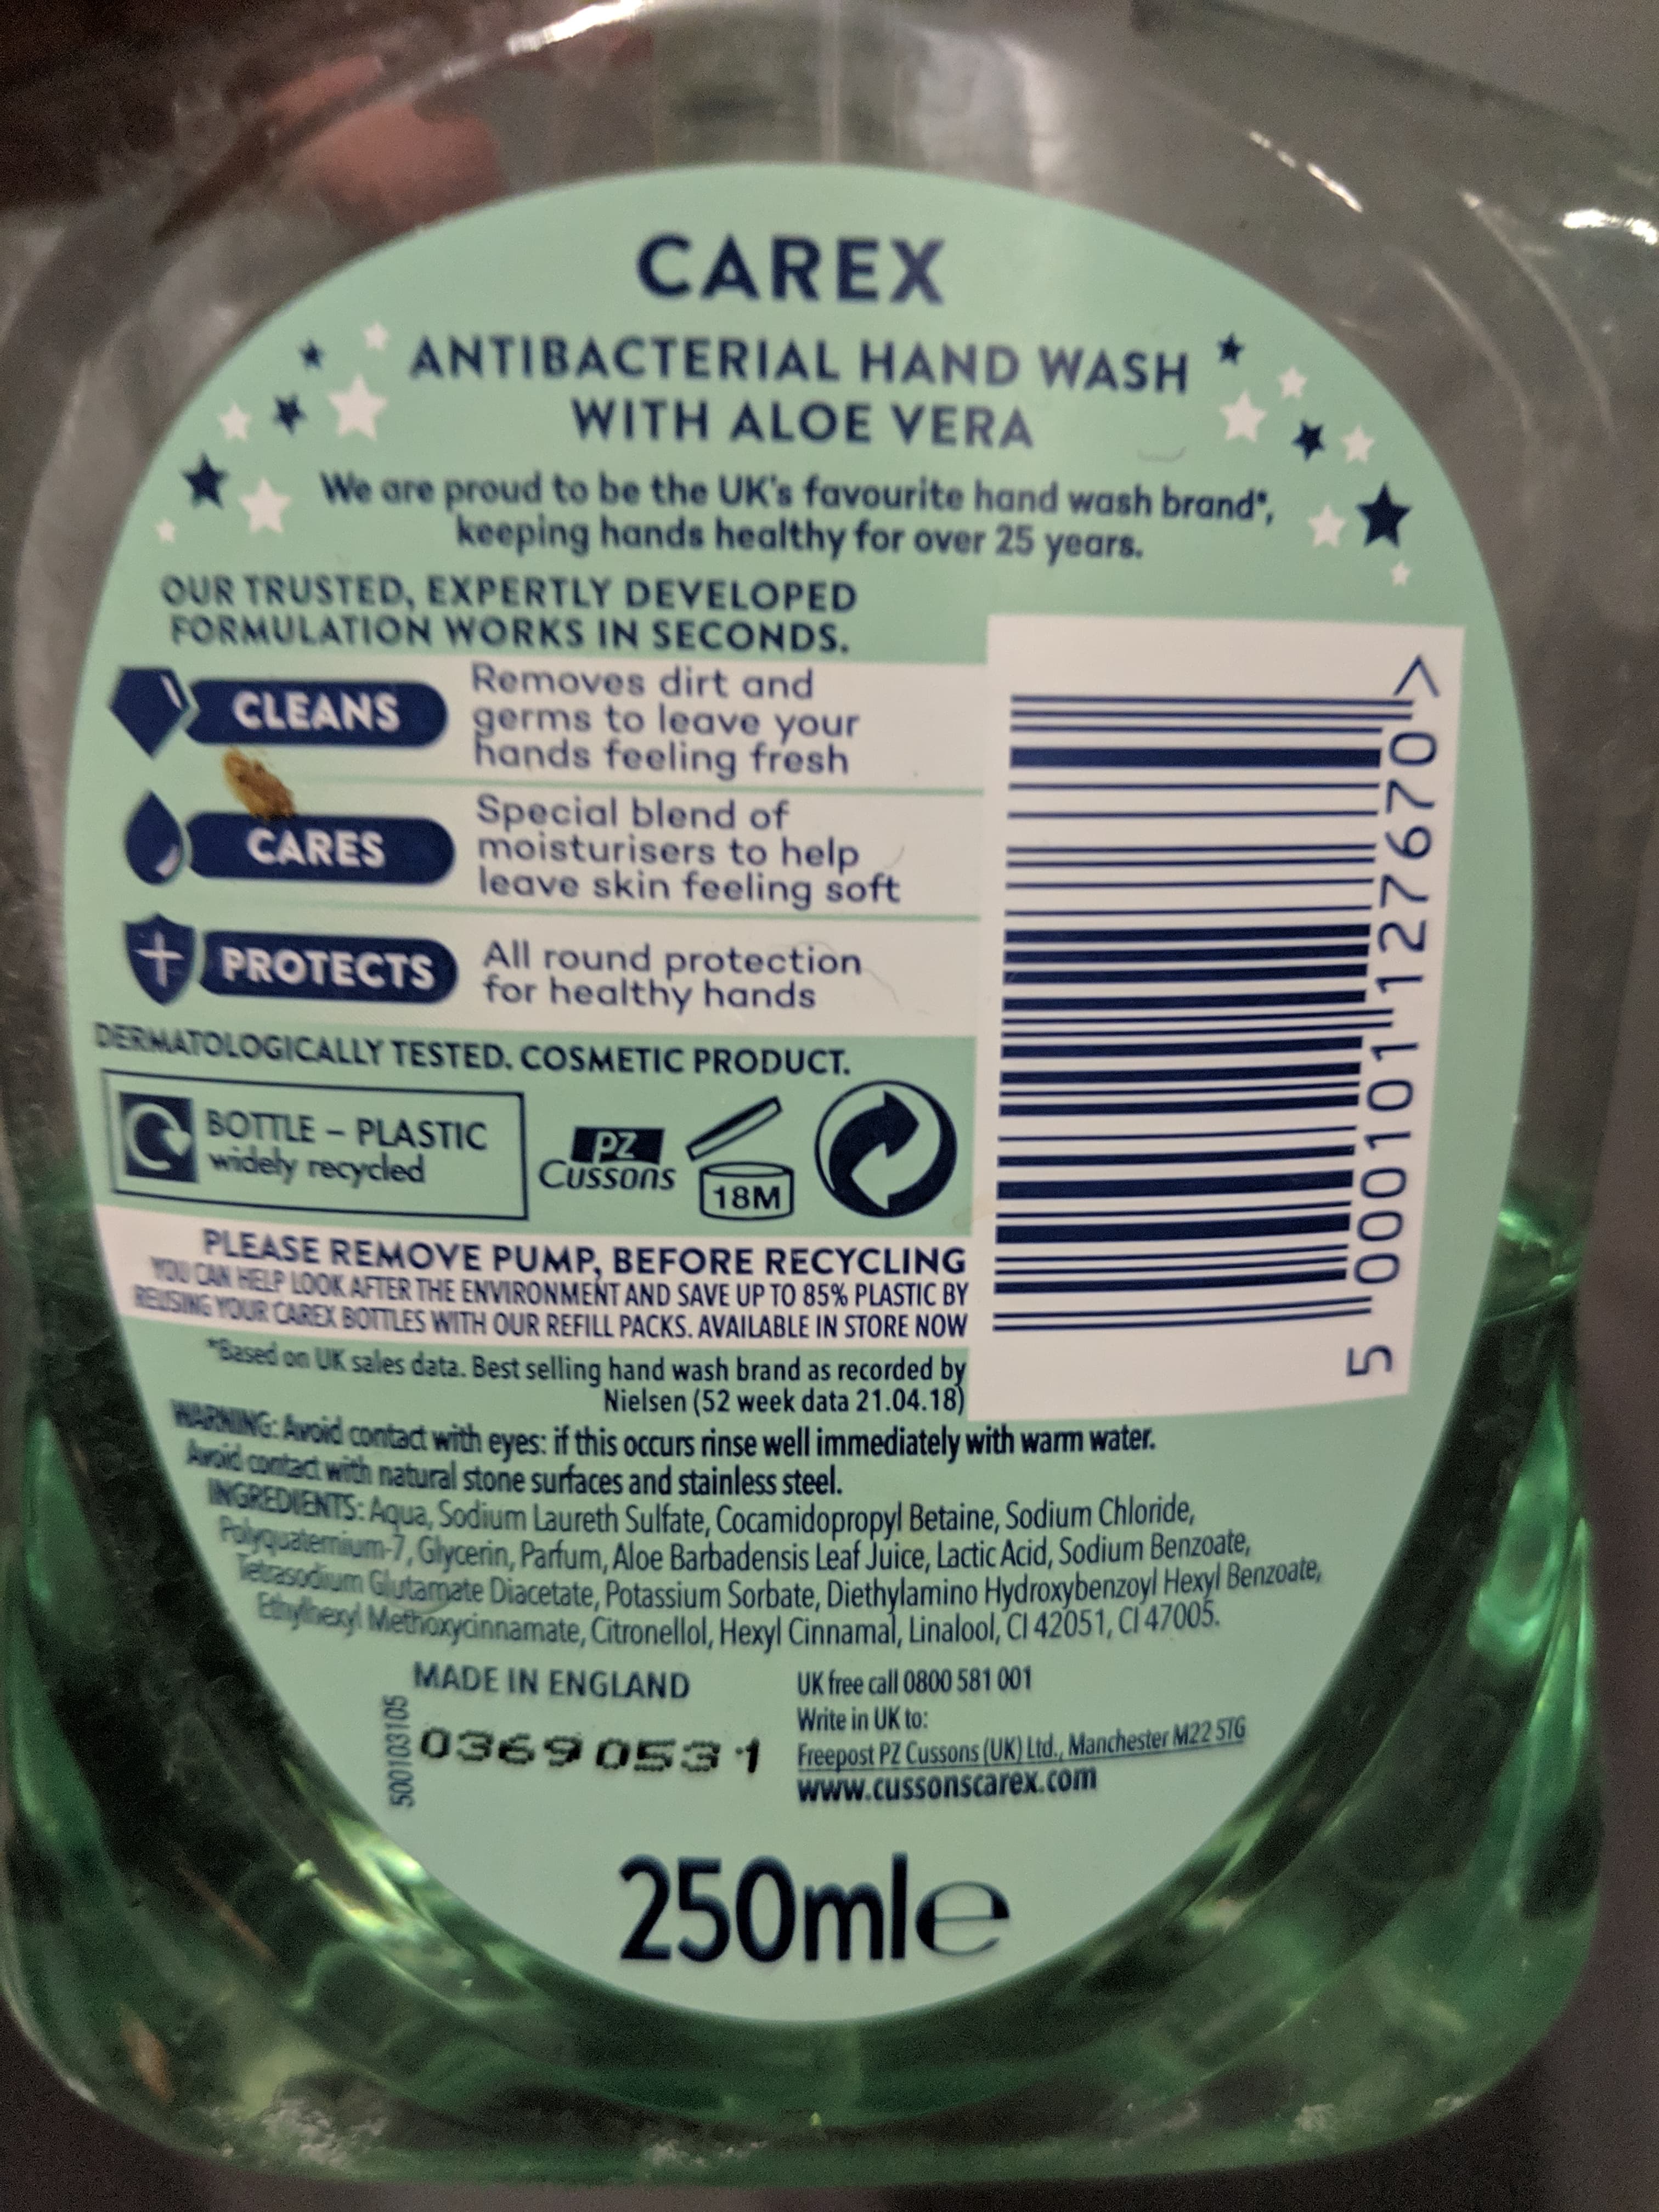 CAREX
ANTIBACTERIAL HAND WASH
WITH ALOE VERA
We are proud to be the UK's favourite hand wash brand*,
keeping hands healthy for over 25 years.
OUR TRUSTED, EXPERTLY DEVELOPED
FORMULATION WORKS IN SECONDS.
CLEANS
Removes dirt and
germs to leave your
hands feeling fresh
CARES
Special blend of
moisturisers to help
leave skin feeling soft
PROTECTS
All round protection
for healthy hands
DERMATOLOGICALLY TESTED. COSMETIC PRODUCT.
BOTTLE – PLASTIC
widely recycled
PZ
Cussons
18M
5 000101 127670 >
PLEASE REMOVE PUMP, BEFORE RECYCLING
YOU CAN HELP LOOK AFTER THE ENVIRONMENT AND SAVE UP TO 85% PLASTIC BY
REUSING YOUR CAREX BOTTLES WITH OUR REFILL PACKS. AVAILABLE IN STORE NOW
*Based on UK sales data. Best selling hand wash brand as recorded by
Nielsen (52 week data 21.04.18)
WARNING: Avoid contact with eyes: if this occurs rinse well immediately with warm water.
Avoid contact with natural stone surfaces and stainless steel.
INGREDIENTS: Aqua, Sodium Laureth Sulfate, Cocamidopropyl Betaine, Sodium Chloride,
Polyquaternium-7, Glycerin, Parfum, Aloe Barbadensis Leaf Juice, Lactic Acid, Sodium Benzoate,
Tetrasodium Glutamate Diacetate, Potassium Sorbate, Diethylamino Hydroxybenzoyl Hexyl Benzoate,
Ethylhexyl Methoxycinnamate, Citronellol, Hexyl Cinnamal, Linalool, CI 42051, CI 47005.
MADE IN ENGLAND
500103105
0369 0531
UK free call 0800 581 001
Write in UK to:
Freepost PZ Cussons (UK) Ltd., Manchester M22 5TG
www.cussonscarex.com
250ml℮